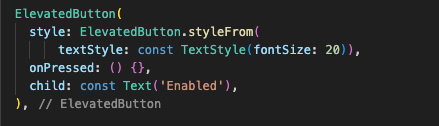 ElevatedButton(
  style: ElevatedButton.styleFrom(
      textStyle: const TextStyle(fontSize: 20)),
  onPressed: () {},
  child: const Text('Enabled'),
), // ElevatedButton